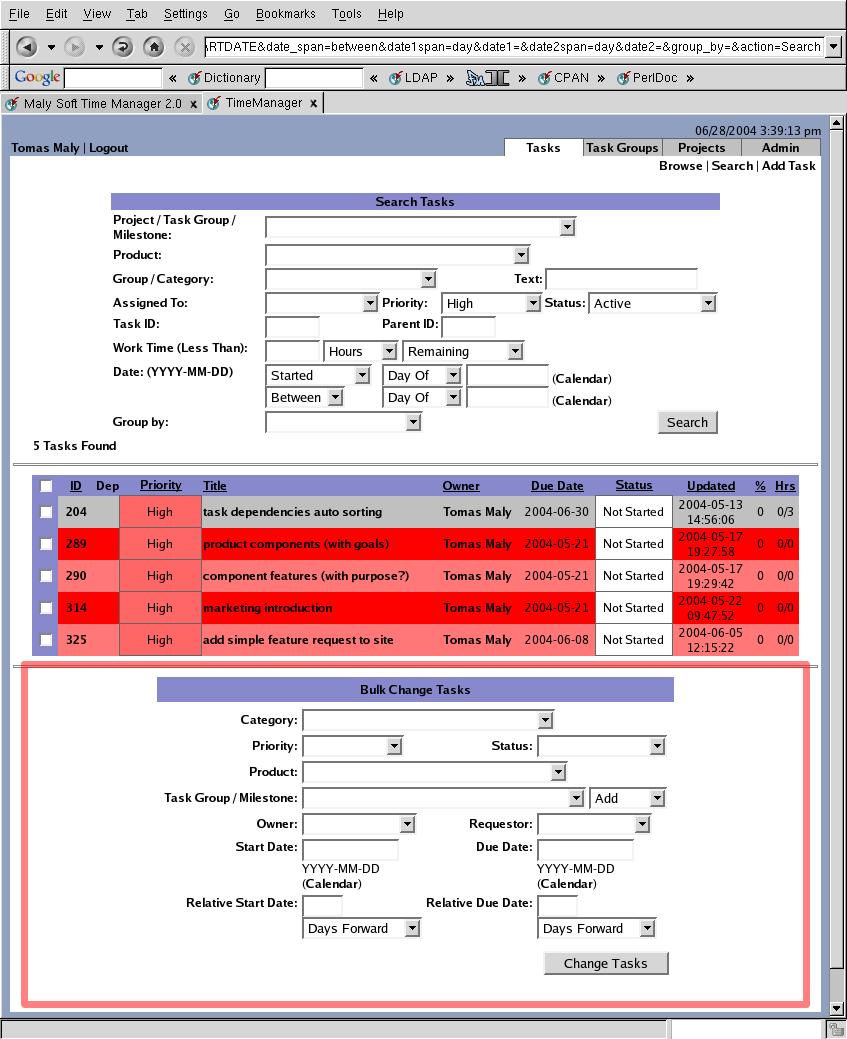 File Edit View Tab Settings Go Bookmarks Tools Help
RTDATE&date_span=between&date1span=day&date1=&date2span=day&date2=&group_by=&action=Search
Google « Dictionary « LDAP » » CPAN » PerlDoc »
Maly Soft Time Manager 2.0 x TimeManager x
06/28/2004 3:39:13 pm
Tomas Maly | Logout Tasks Task Groups Projects Admin
Browse | Search | Add Task
Search Tasks
Project / Task Group /
Milestone:
Product:
Group / Category: Text:
Assigned To: Priority: High Status: Active
Task ID: Parent ID:
Work Time (Less Than): Hours Remaining
Date: (YYYY-MM-DD) Started Day Of (Calendar)
Between Day Of (Calendar)
Group by: Search
5 Tasks Found
ID Dep Priority Title Owner Due Date Status Updated % Hrs
204 High task dependencies auto sorting Tomas Maly 2004-06-30 Not Started 2004-05-13 14:56:06 0 0/3
289 High product components (with goals) Tomas Maly 2004-05-21 Not Started 2004-05-17 19:27:58 0 0/0
290 High component features (with purpose?) Tomas Maly 2004-05-21 Not Started 2004-05-17 19:29:42 0 0/0
314 High marketing introduction Tomas Maly 2004-05-21 Not Started 2004-05-22 09:47:52 0 0/0
325 High add simple feature request to site Tomas Maly 2004-06-08 Not Started 2004-06-05 12:15:22 0 0/0
Bulk Change Tasks
Category:
Priority: Status:
Product:
Task Group / Milestone: Add
Owner: Requestor:
Start Date: Due Date:
YYYY-MM-DD YYYY-MM-DD
(Calendar) (Calendar)
Relative Start Date: Relative Due Date:
Days Forward Days Forward
Change Tasks